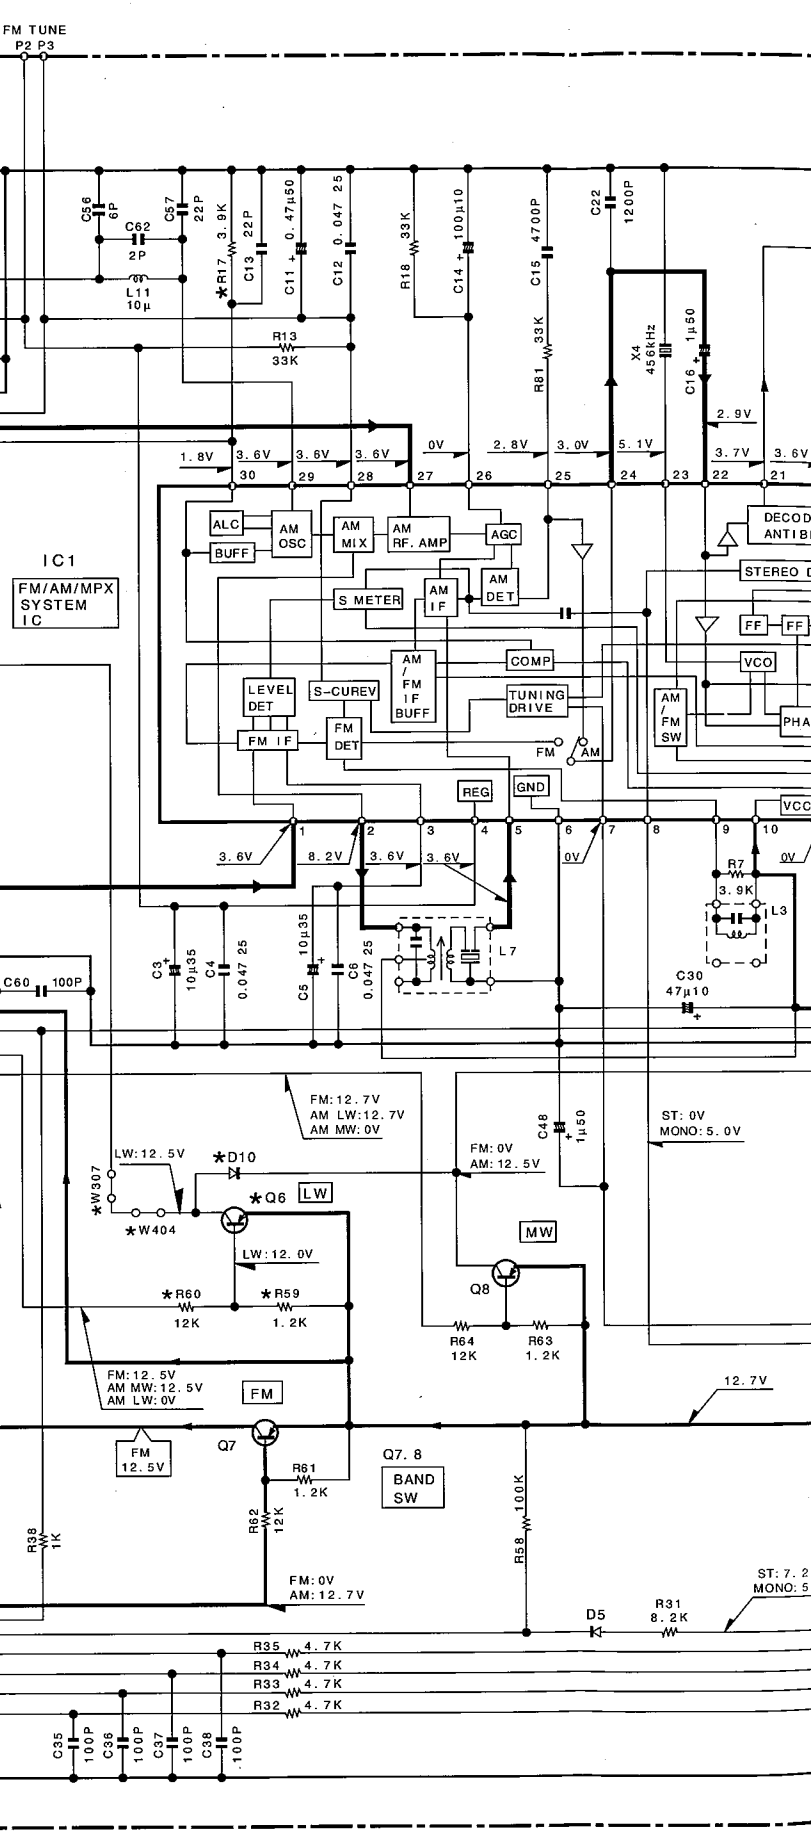 FM TUNE
P2 P3
C56
6P
C57
22P
C62
2P
L11
10μ
*R17 3.9K
C13 22P
C11 + 0.47μ50
C12 0.047 25
R13
33K
R18 33K
C14 + 100μ10
C15 4700P
R81 33K
C22
1200P
X4
456kHz
C16 + 1μ50
2.9V
1.8V
3.6V
3.6V
3.6V
0V
2.8V
3.0V
5.1V
3.7V
3.6V
30
29
28
27
26
25
24
23
22
21
IC1
FM/AM/MPX
SYSTEM
IC
ALC
BUFF
AM
OSC
AM
MIX
AM
RF.AMP
AGC
AM
DET
AM
IF
S METER
DECOD
ANTIB
STEREO D
FF
FF
VCO
AM
/
FM
SW
PHA
COMP
AM
/
FM
IF
BUFF
TUNING
DRIVE
LEVEL
DET
S-CUREV
FM IF
FM
DET
FM
AM
REG
GND
VCC
1
2
3
4
5
6
7
8
9
10
3.6V
8.2V
3.6V
3.6V
0V
0V
R7
3.9K
L3
L7
C3 + 10μ35
C4 0.047 25
C5 + 10μ35
C6 0.047 25
C30
47μ10
+
C60 100P
FM:12.7V
AM LW:12.7V
AM MW:0V
C48 + 1μ50
ST:0V
MONO:5.0V
LW:12.5V
*W307
*W404
*D10
*Q6
LW
FM:0V
AM:12.5V
MW
LW:12.0V
Q8
*R60
12K
*R59
1.2K
R64
12K
R63
1.2K
FM:12.5V
AM MW:12.5V
AM LW:0V
FM
12.7V
Q7
FM
12.5V
Q7.8
BAND
SW
R61
1.2K
R62 12K
R58 100K
R38
1K
FM:0V
AM:12.7V
ST:7.2
MONO:5
D5
R31
8.2K
R35 4.7K
R34 4.7K
R33 4.7K
R32 4.7K
C35
100P
C36
100P
C37
100P
C38
100P